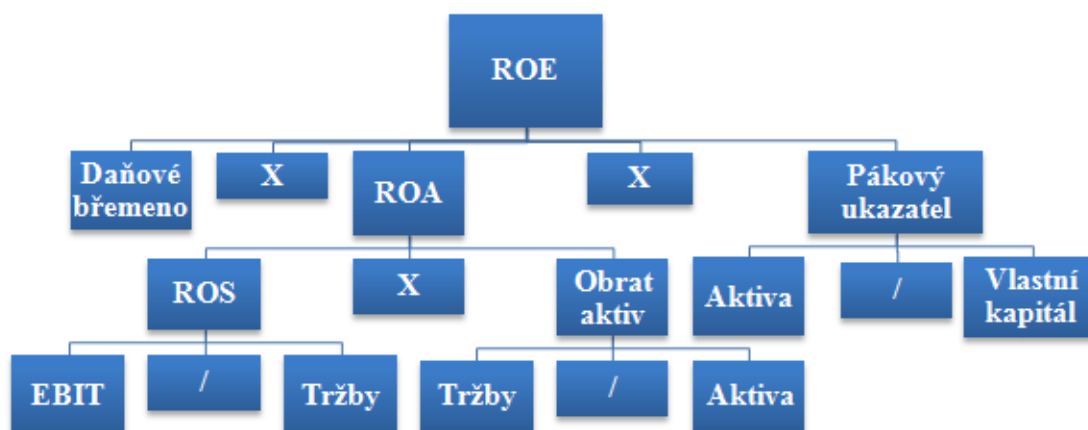 ROE
Daňové
břemeno
X
ROA
X
Pákový
ukazatel
ROS
X
Obrat
aktiv
Aktiva
/
Vlastní
kapitál
EBIT
/
Tržby
Tržby
/
Aktiva